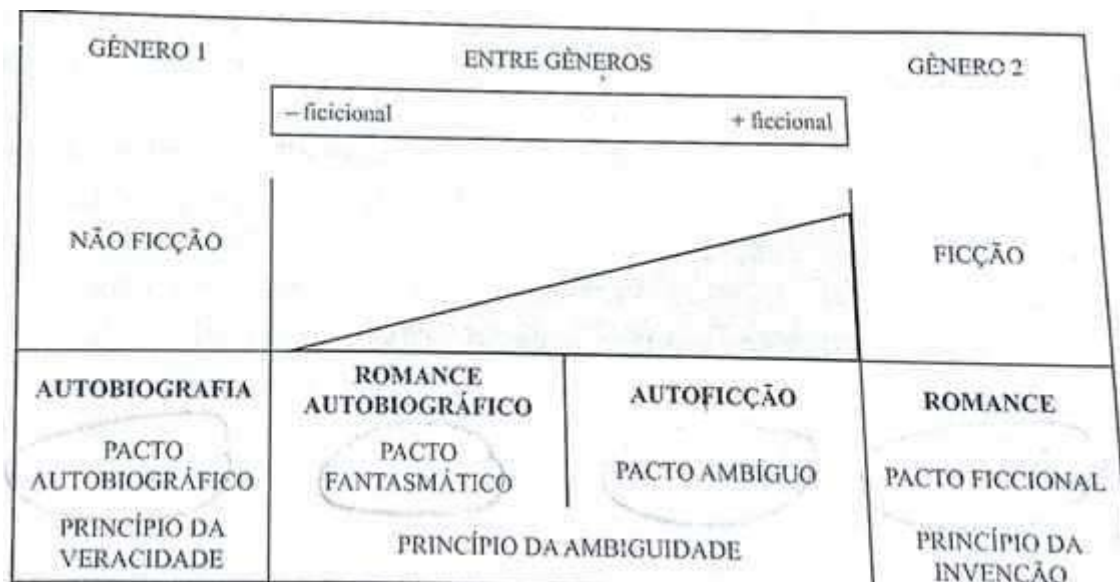 GÊNERO 1
ENTRE GÊNEROS
GÊNERO 2
– ficicional
+ ficcional
NÃO FICÇÃO
FICÇÃO
AUTOBIOGRAFIA
PACTO
AUTOBIOGRÁFICO
PRINCÍPIO DA
VERACIDADE
ROMANCE
AUTOBIOGRÁFICO
PACTO
FANTASMÁTICO
AUTOFICÇÃO
PACTO AMBÍGUO
PRINCÍPIO DA AMBIGUIDADE
ROMANCE
PACTO FICCIONAL
PRINCÍPIO DA
INVENÇÃO